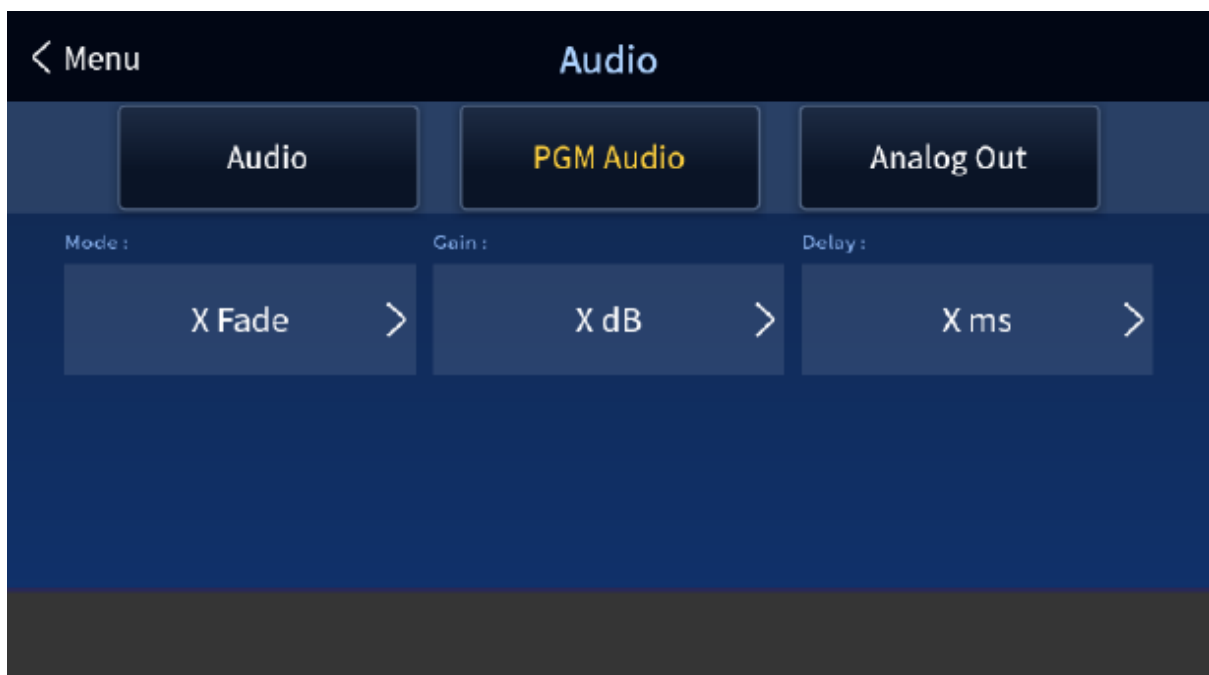 < Menu
Audio
Audio PGM Audio Analog Out
Mode : Gain : Delay :
X Fade > X dB > X ms >